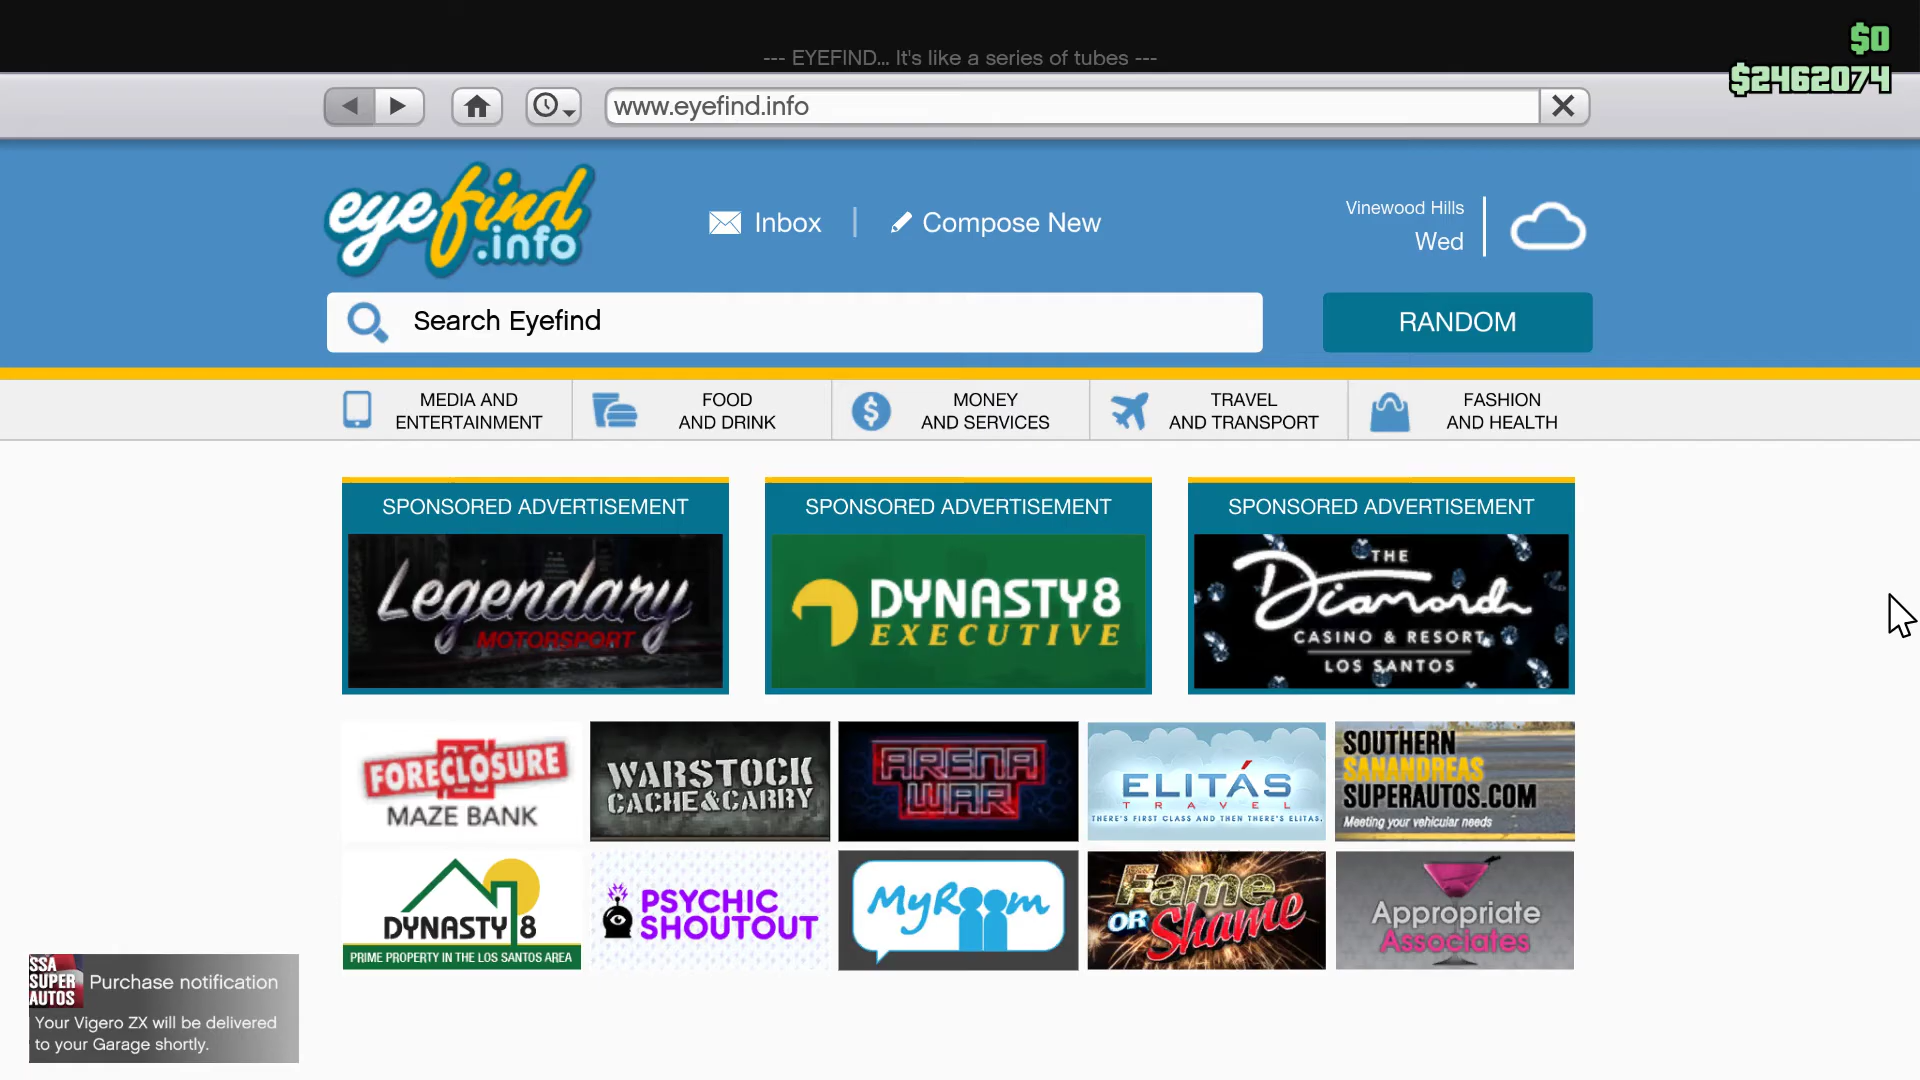 $0
--- EYEFIND... It's like a series of tubes ---
$2462074
www.eyefind.info
eyefind
.info
Inbox
Compose New
Vinewood Hills
Wed
Search Eyefind
RANDOM
MEDIA AND
ENTERTAINMENT
FOOD
AND DRINK
MONEY
AND SERVICES
TRAVEL
AND TRANSPORT
FASHION
AND HEALTH
SPONSORED ADVERTISEMENT
Legendary
MOTORSPORT
SPONSORED ADVERTISEMENT
DYNASTY8
EXECUTIVE
SPONSORED ADVERTISEMENT
THE
Diamond
CASINO & RESORT
LOS SANTOS
FORECLOSURE
MAZE BANK
WARSTOCK
CACHE&CARRY
ARENA
WAR
ELITÁS
TRAVEL
THERE'S FIRST CLASS AND THEN THERE'S ELITAS.
SOUTHERN
SANANDREAS
SUPERAUTOS.COM
Meeting your vehicular needs
DYNASTY 8
PRIME PROPERTY IN THE LOS SANTOS AREA
PSYCHIC
SHOUTOUT
MyRoom
Fame
OR Shame
Appropriate
Associates
SSA
SUPER
AUTOS
Purchase notification
Your Vigero ZX will be delivered
to your Garage shortly.